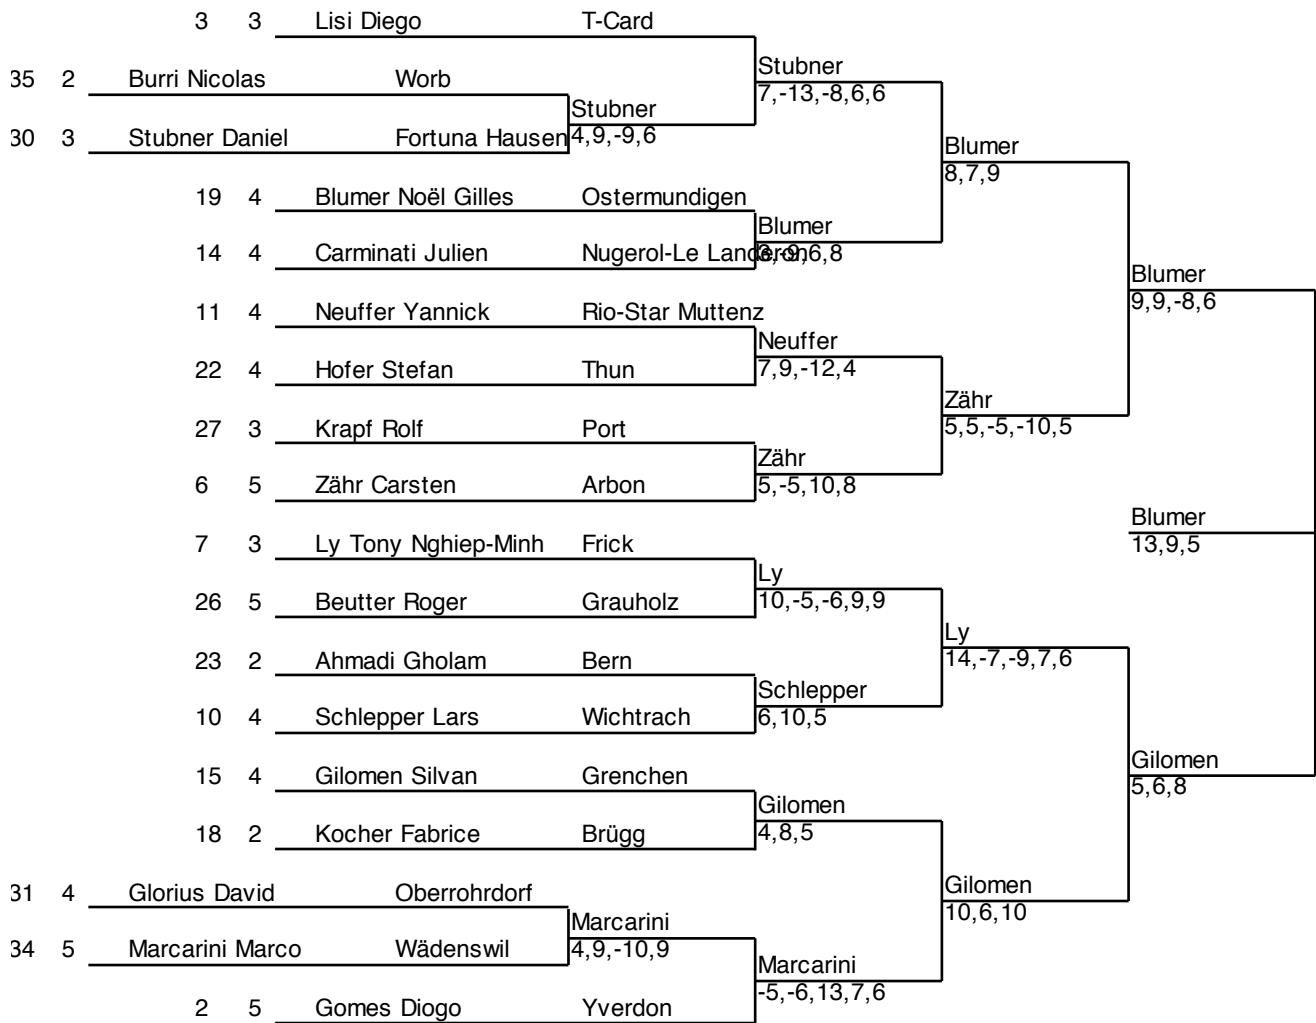 3 3 Lisi Diego T-Card
Stubner
35 2 Burri Nicolas Worb
7,-13,-8,6,6
Stubner
30 3 Stubner Daniel Fortuna Hausen
4,9,-9,6
Blumer
8,7,9
19 4 Blumer Noël Gilles Ostermundigen
Blumer
14 4 Carminati Julien Nugerol-Le Landeron
3,-9,6,8
Blumer
9,9,-8,6
11 4 Neuffer Yannick Rio-Star Muttenz
Neuffer
22 4 Hofer Stefan Thun
7,9,-12,4
Zähr
5,5,-5,-10,5
27 3 Krapf Rolf Port
Zähr
6 5 Zähr Carsten Arbon
5,-5,10,8
Blumer
13,9,5
7 3 Ly Tony Nghiep-Minh Frick
Ly
26 5 Beutter Roger Grauholz
10,-5,-6,9,9
Ly
14,-7,-9,7,6
23 2 Ahmadi Gholam Bern
Schlepper
10 4 Schlepper Lars Wichtrach
6,10,5
Gilomen
5,6,8
15 4 Gilomen Silvan Grenchen
Gilomen
18 2 Kocher Fabrice Brügg
4,8,5
Gilomen
10,6,10
31 4 Glorius David Oberrohrdorf
Marcarini
34 5 Marcarini Marco Wädenswil
4,9,-10,9
Marcarini
-5,-6,13,7,6
2 5 Gomes Diogo Yverdon